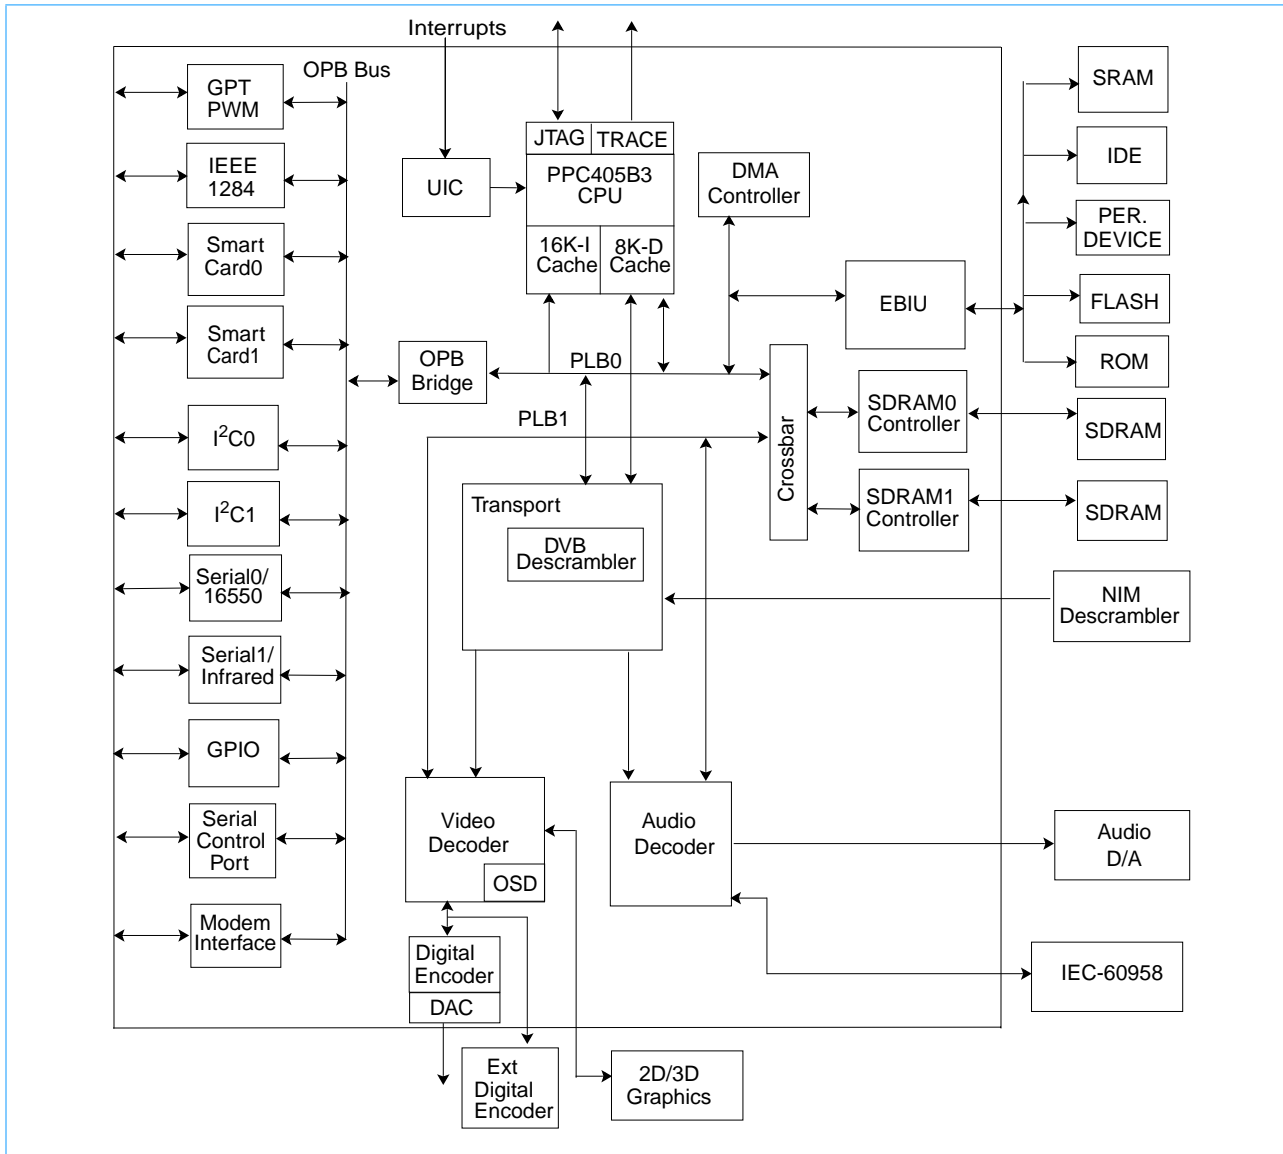 Interrupts
OPB Bus
GPT
PWM
IEEE
1284
Smart
Card0
Smart
Card1
I²C0
I²C1
Serial0/
16550
Serial1/
Infrared
GPIO
Serial
Control
Port
Modem
Interface
UIC
JTAG
TRACE
PPC405B3
CPU
16K-I
Cache
8K-D
Cache
DMA
Controller
EBIU
OPB
Bridge
PLB0
PLB1
Crossbar
SDRAM0
Controller
SDRAM1
Controller
Transport
DVB
Descrambler
Video
Decoder
OSD
Audio
Decoder
Digital
Encoder
DAC
Ext
Digital
Encoder
2D/3D
Graphics
SRAM
IDE
PER.
DEVICE
FLASH
ROM
SDRAM
SDRAM
NIM
Descrambler
Audio
D/A
IEC-60958